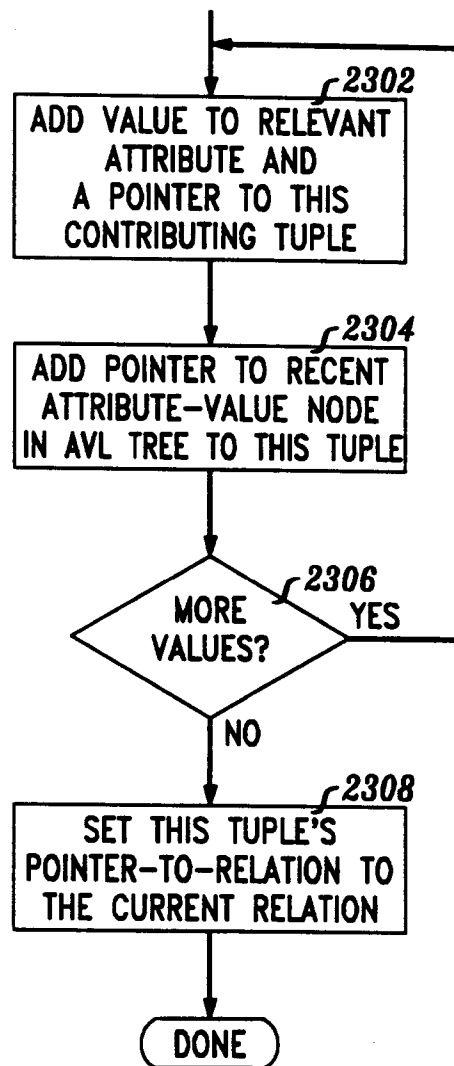 2302
ADD VALUE TO RELEVANT
ATTRIBUTE AND
A POINTER TO THIS
CONTRIBUTING TUPLE
2304
ADD POINTER TO RECENT
ATTRIBUTE-VALUE NODE
IN AVL TREE TO THIS TUPLE
2306
MORE
VALUES?
YES
NO
2308
SET THIS TUPLE'S
POINTER-TO-RELATION TO
THE CURRENT RELATION
DONE